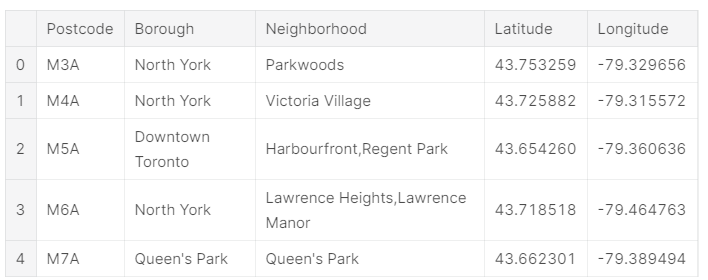 Postcode Borough Neighborhood Latitude Longitude
0 M3A North York Parkwoods 43.753259 -79.329656
1 M4A North York Victoria Village 43.725882 -79.315572
2 M5A Downtown Toronto Harbourfront,Regent Park 43.654260 -79.360636
3 M6A North York Lawrence Heights,Lawrence Manor 43.718518 -79.464763
4 M7A Queen's Park Queen's Park 43.662301 -79.389494